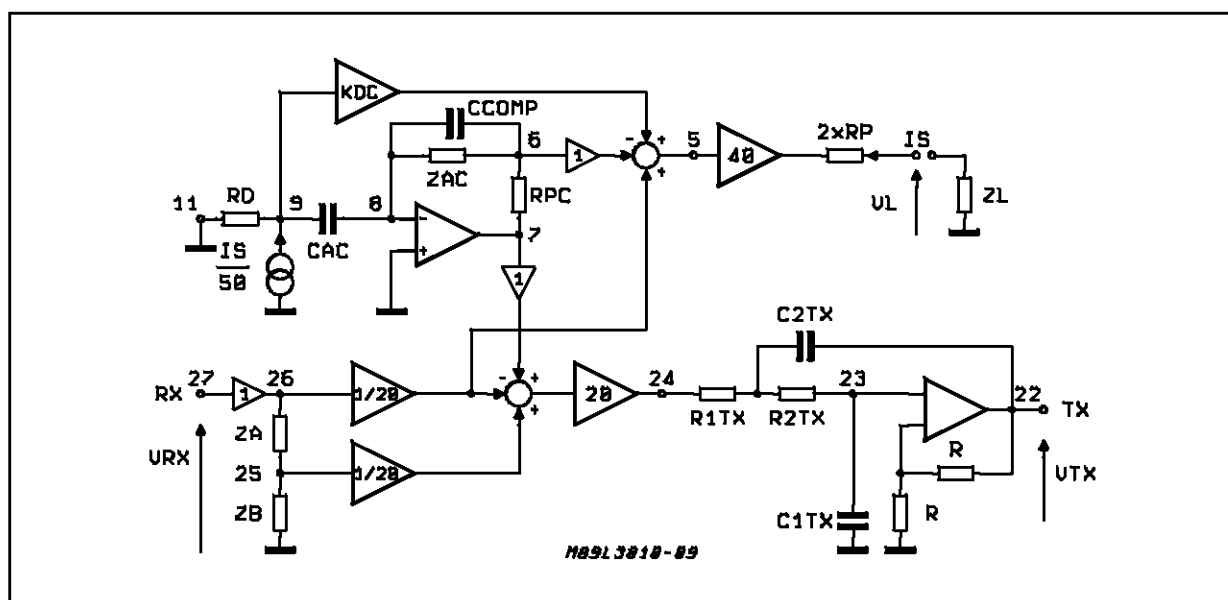 KDC
CCOMP
6
5
2xRP
IS
1
40
ZAC
-
+
+
11
RD
9
8
RPC
VL
ZL
CAC
-
+
7
IS
50
1
C2TX
RX
27
1
26
1/20
-
+
+
20
24
R1TX
R2TX
23
22
TX
ZA
VRX
25
1/20
R
VTX
ZB
C1TX
R
M89L3010-09